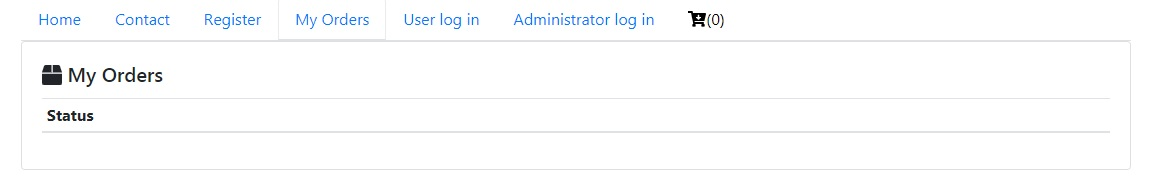 Home Contact Register My Orders User log in Administrator log in (0)
My Orders
Status